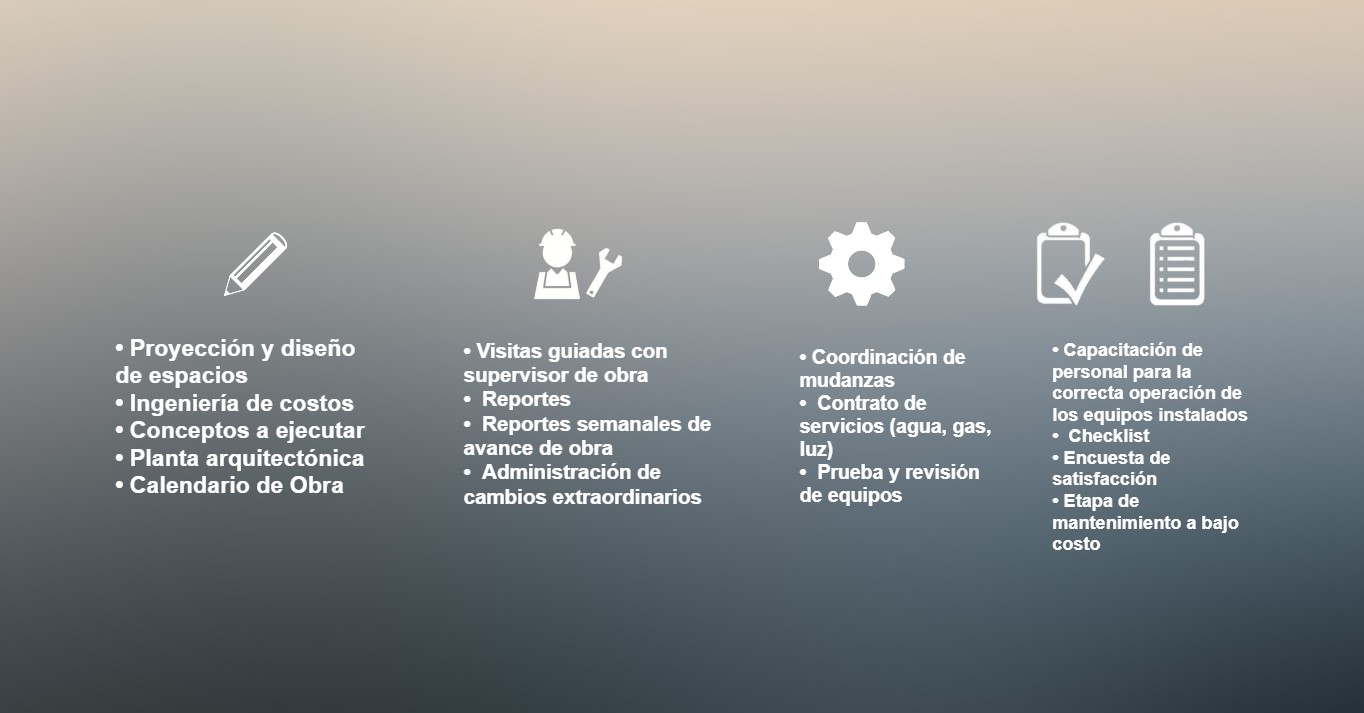 • Proyección y diseño
de espacios
• Ingeniería de costos
• Conceptos a ejecutar
• Planta arquitectónica
• Calendario de Obra
• Visitas guiadas con
supervisor de obra
• Reportes
• Reportes semanales de
avance de obra
• Administración de
cambios extraordinarios
• Coordinación de
mudanzas
• Contrato de
servicios (agua, gas,
luz)
• Prueba y revisión
de equipos
• Capacitación de
personal para la
correcta operación de
los equipos instalados
• Checklist
• Encuesta de
satisfacción
• Etapa de
mantenimiento a bajo
costo